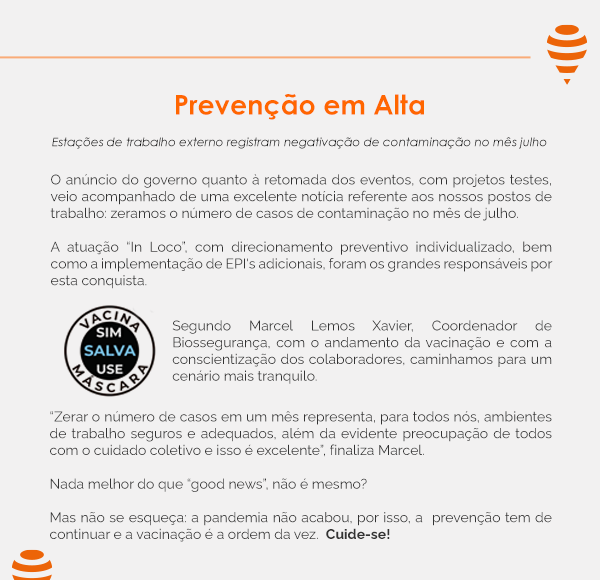 Prevenção em Alta
Estações de trabalho externo registram negativação de contaminação no mês julho
O anúncio do governo quanto à retomada dos eventos, com projetos testes,
veio acompanhado de uma excelente notícia referente aos nossos postos de
trabalho: zeramos o número de casos de contaminação no mês de julho.
A atuação “In Loco”, com direcionamento preventivo individualizado, bem
como a implementação de EPI's adicionais, foram os grandes responsáveis por
esta conquista.
VACINA
SIM
SALVA
USE
MÁSCARA
Segundo Marcel Lemos Xavier, Coordenador de
Biossegurança, com o andamento da vacinação e com a
conscientização dos colaboradores, caminhamos para um
cenário mais tranquilo.
“Zerar o número de casos em um mês representa, para todos nós, ambientes
de trabalho seguros e adequados, além da evidente preocupação de todos
com o cuidado coletivo e isso é excelente”, finaliza Marcel.
Nada melhor do que “good news”, não é mesmo?
Mas não se esqueça: a pandemia não acabou, por isso, a prevenção tem de
continuar e a vacinação é a ordem da vez. Cuide-se!